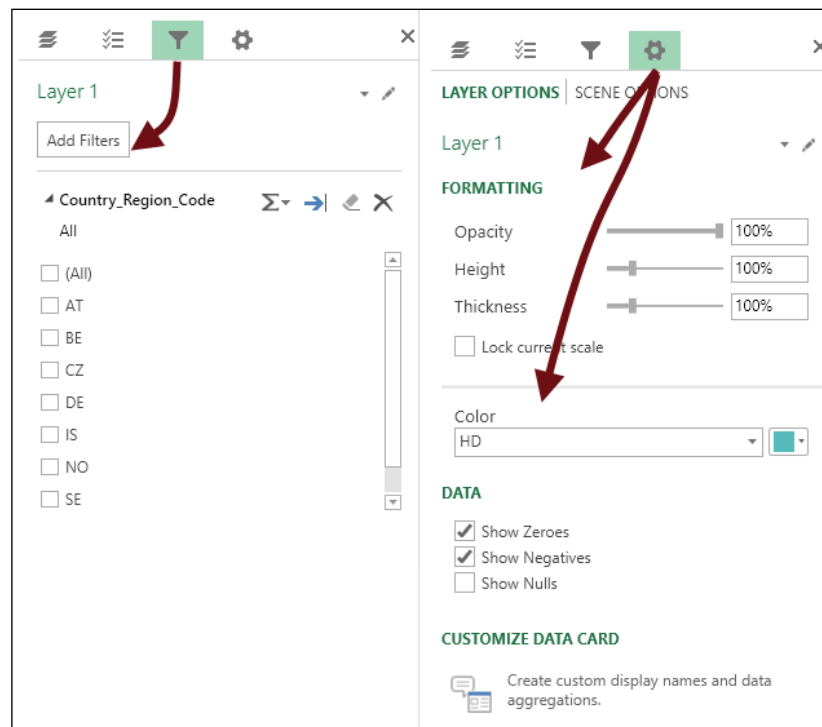 Layer 1
Add Filters
Country_Region_Code
All
(All)
AT
BE
CZ
DE
IS
NO
SE
LAYER OPTIONS SCENE OPTIONS
Layer 1
FORMATTING
Opacity 100%
Height 100%
Thickness 100%
Lock current scale
Color
HD
DATA
Show Zeroes
Show Negatives
Show Nulls
CUSTOMIZE DATA CARD
Create custom display names and data
aggregations.